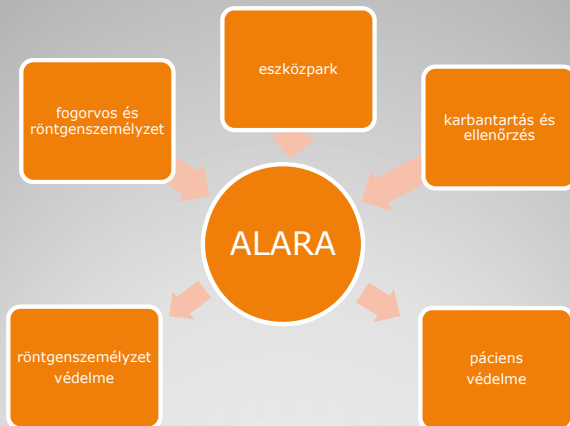 eszközpark
fogorvos és
röntgenszemélyzet
karbantartás és
ellenőrzés
ALARA
röntgenszemélyzet
védelme
páciens
védelme